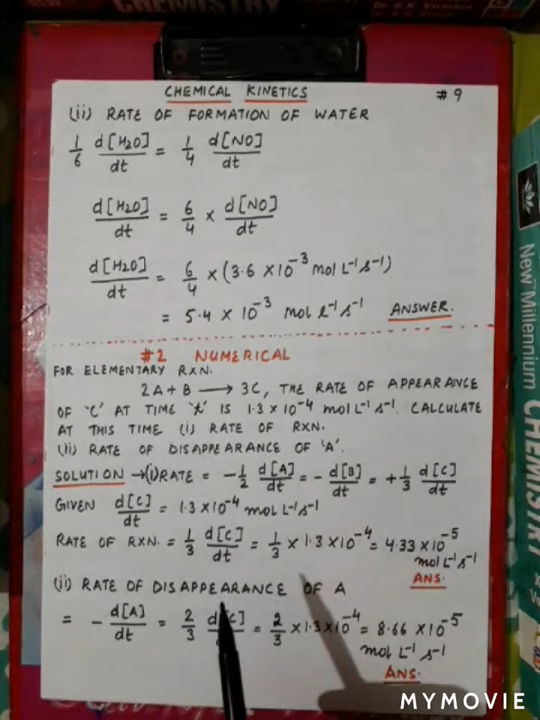 CHEMISTRY
CHEMICAL KINETICS #9
(ii) RATE OF FORMATION OF WATER
1/6 d[H2O]/dt = 1/4 d[NO]/dt
d[H2O]/dt = 6/4 × d[NO]/dt
d[H2O]/dt = 6/4 × (3.6 × 10⁻³ mol L⁻¹ s⁻¹)
= 5.4 × 10⁻³ mol l⁻¹ s⁻¹ ANSWER.
#2 NUMERICAL
FOR ELEMENTARY RXN.
2A + B → 3C, THE RATE OF APPEARANCE
OF 'C' AT TIME 't' IS 1.3 × 10⁻⁴ mol L⁻¹ s⁻¹. CALCULATE
AT THIS TIME (i) RATE OF RXN.
(ii) RATE OF DISAPPEARANCE OF 'A'.
SOLUTION → (i) RATE = -1/2 d[A]/dt = - d[B]/dt = +1/3 d[C]/dt
GIVEN d[C]/dt = 1.3 × 10⁻⁴ mol L⁻¹ s⁻¹
RATE OF RXN. = 1/3 d[C]/dt = 1/3 × 1.3 × 10⁻⁴ = 4.33 × 10⁻⁵
mol L⁻¹ s⁻¹
ANS.
(ii) RATE OF DISAPPEARANCE OF A
= - d[A]/dt = 2/3 d[C]/dt = 2/3 × 1.3 × 10⁻⁴ = 8.66 × 10⁻⁵
mol L⁻¹ s⁻¹
ANS.
New Millennium
MYMOVIE